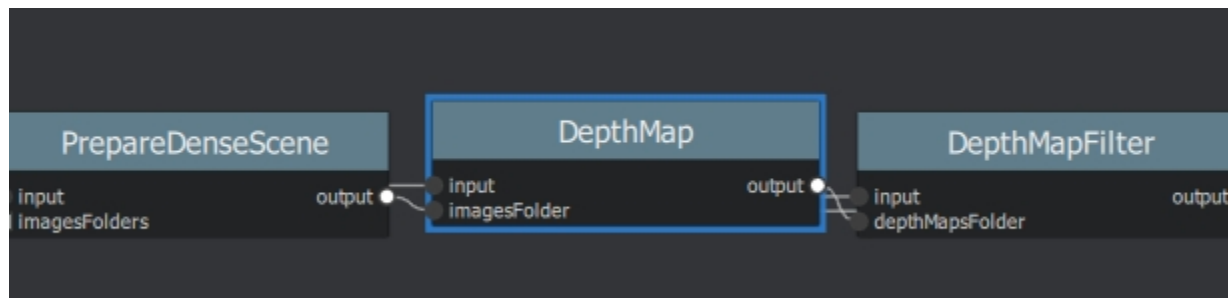 PrepareDenseScene
input
output
imagesFolders
DepthMap
input
output
imagesFolder
DepthMapFilter
input
output
depthMapsFolder